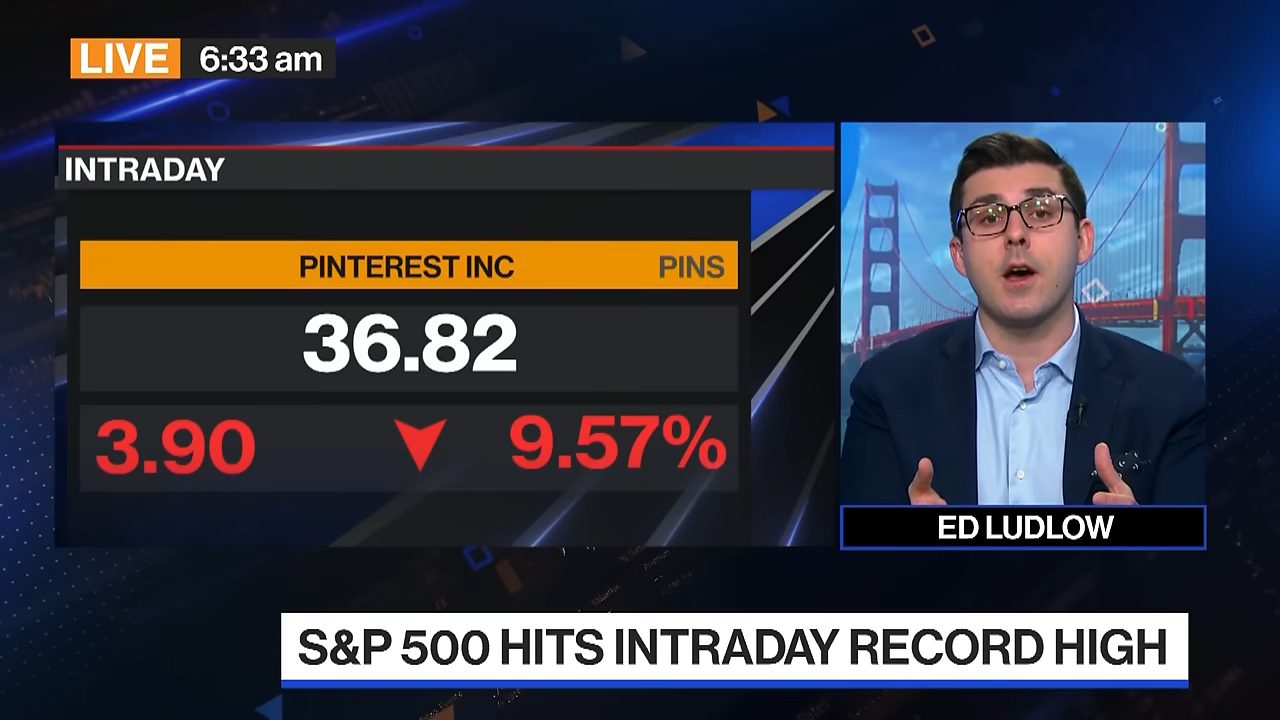 LIVE 6:33 am
INTRADAY
PINTEREST INC PINS
36.82
3.90 9.57%
ED LUDLOW
S&P 500 HITS INTRADAY RECORD HIGH